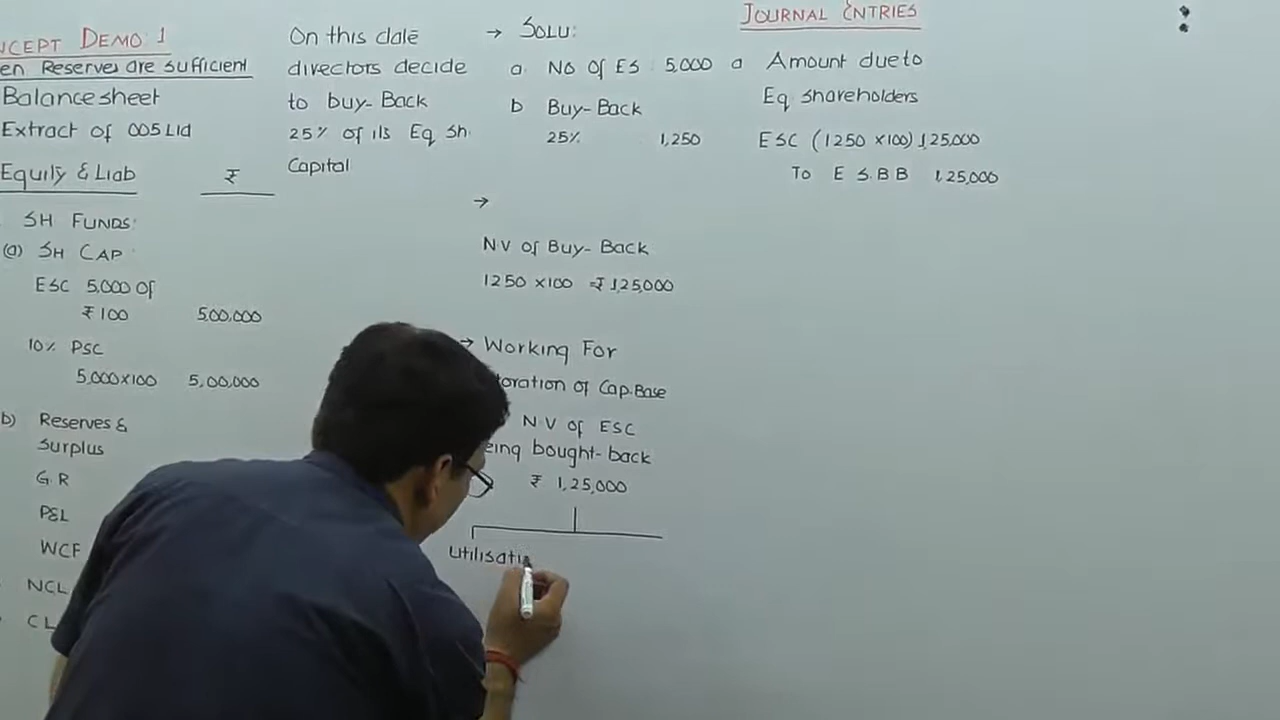 NCEPT DEMO 1
en Reserves are sufficient
Balance sheet
Extract of 005 Ltd
Equity & Liab ₹
SH FUNDS
(a) SH CAP
ESC 5,000 of
₹ 100 5,00,000
10% PSC
5,000x100 5,00,000
b) Reserves &
Surplus
G.R
P&L
WCF
NCL
CL
On this date
directors decide
to buy-Back
25% of its Eq Sh.
Capital
→ SOLU:
a. NO Of ES 5,000
b Buy-Back
25% 1,250
→
N.V of Buy-Back
1250 x100 = ₹ 1,25,000
→ Working For
toration of Cap.Base
N.V of ESC
eing bought-back
₹ 1,25,000
Utilisati
JOURNAL ENTRIES
a Amount due to
Eq shareholders
ESC (1250 x100) 1,25,000
To E S.B B 1,25,000